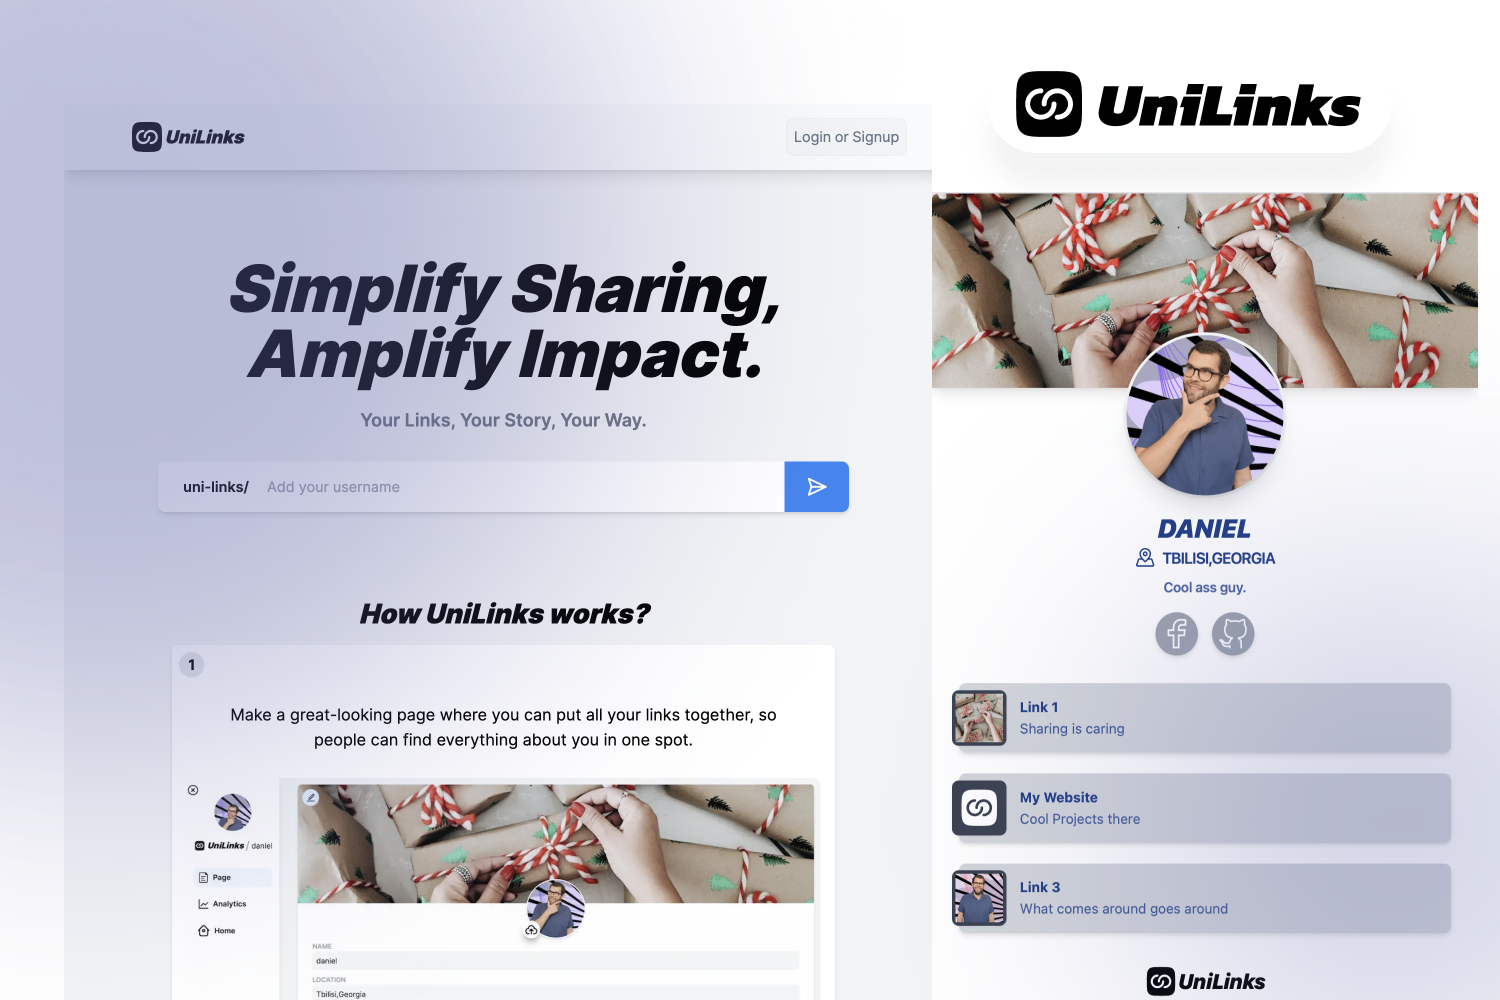 UniLinks
Login or Signup
Simplify Sharing,
Amplify Impact.
Your Links, Your Story, Your Way.
uni-links/ Add your username
How UniLinks works?
1
Make a great-looking page where you can put all your links together, so
people can find everything about you in one spot.
UniLinks / daniel
Page
Analytics
Home
NAME
daniel
LOCATION
Tbilisi,Georgia
UniLinks
DANIEL
TBILISI,GEORGIA
Cool ass guy.
Link 1
Sharing is caring
My Website
Cool Projects there
Link 3
What comes around goes around
UniLinks